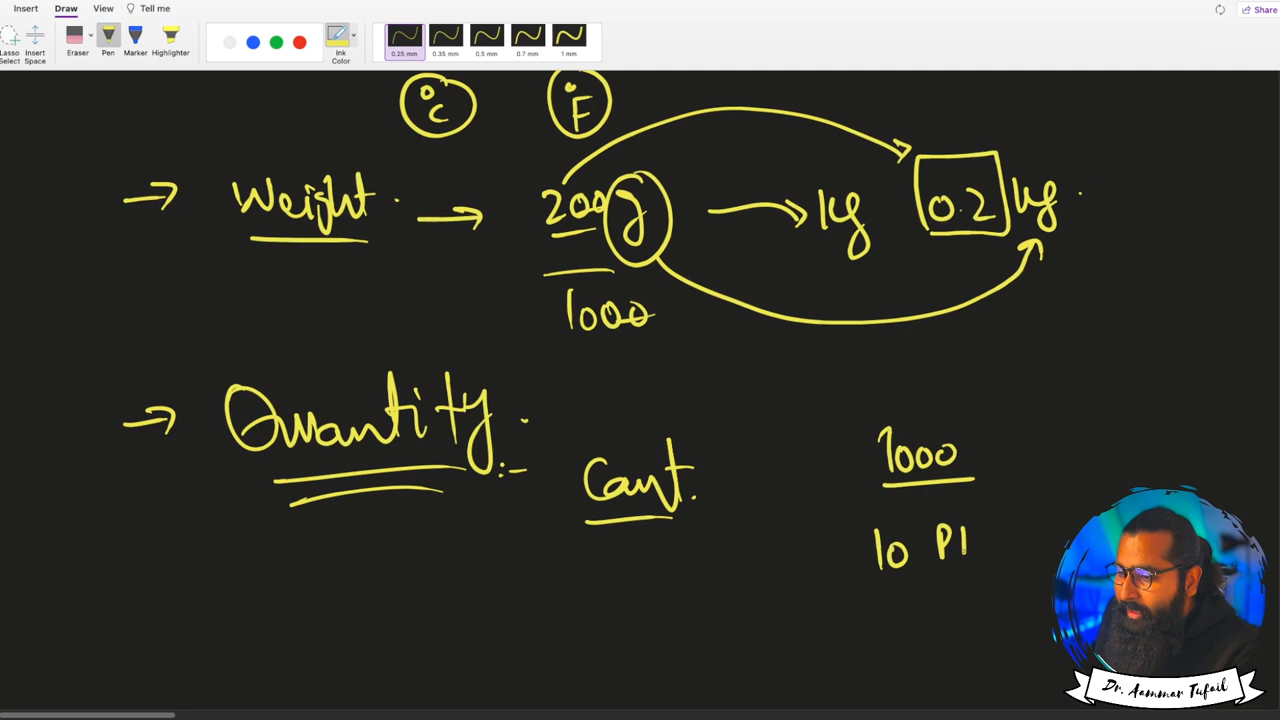 Insert Draw View Tell me
Share
Lasso Select
Insert Space
Eraser
Pen
Marker
Highlighter
Ink Color
0.25 mm 0.35 mm 0.5 mm 0.7 mm 1 mm
°C °F
→ Weight. → 200g → kg 0.2 kg.
1000
→ Quantity. :-
Count.
1000
10 Pl
Dr. Aammar Tufail